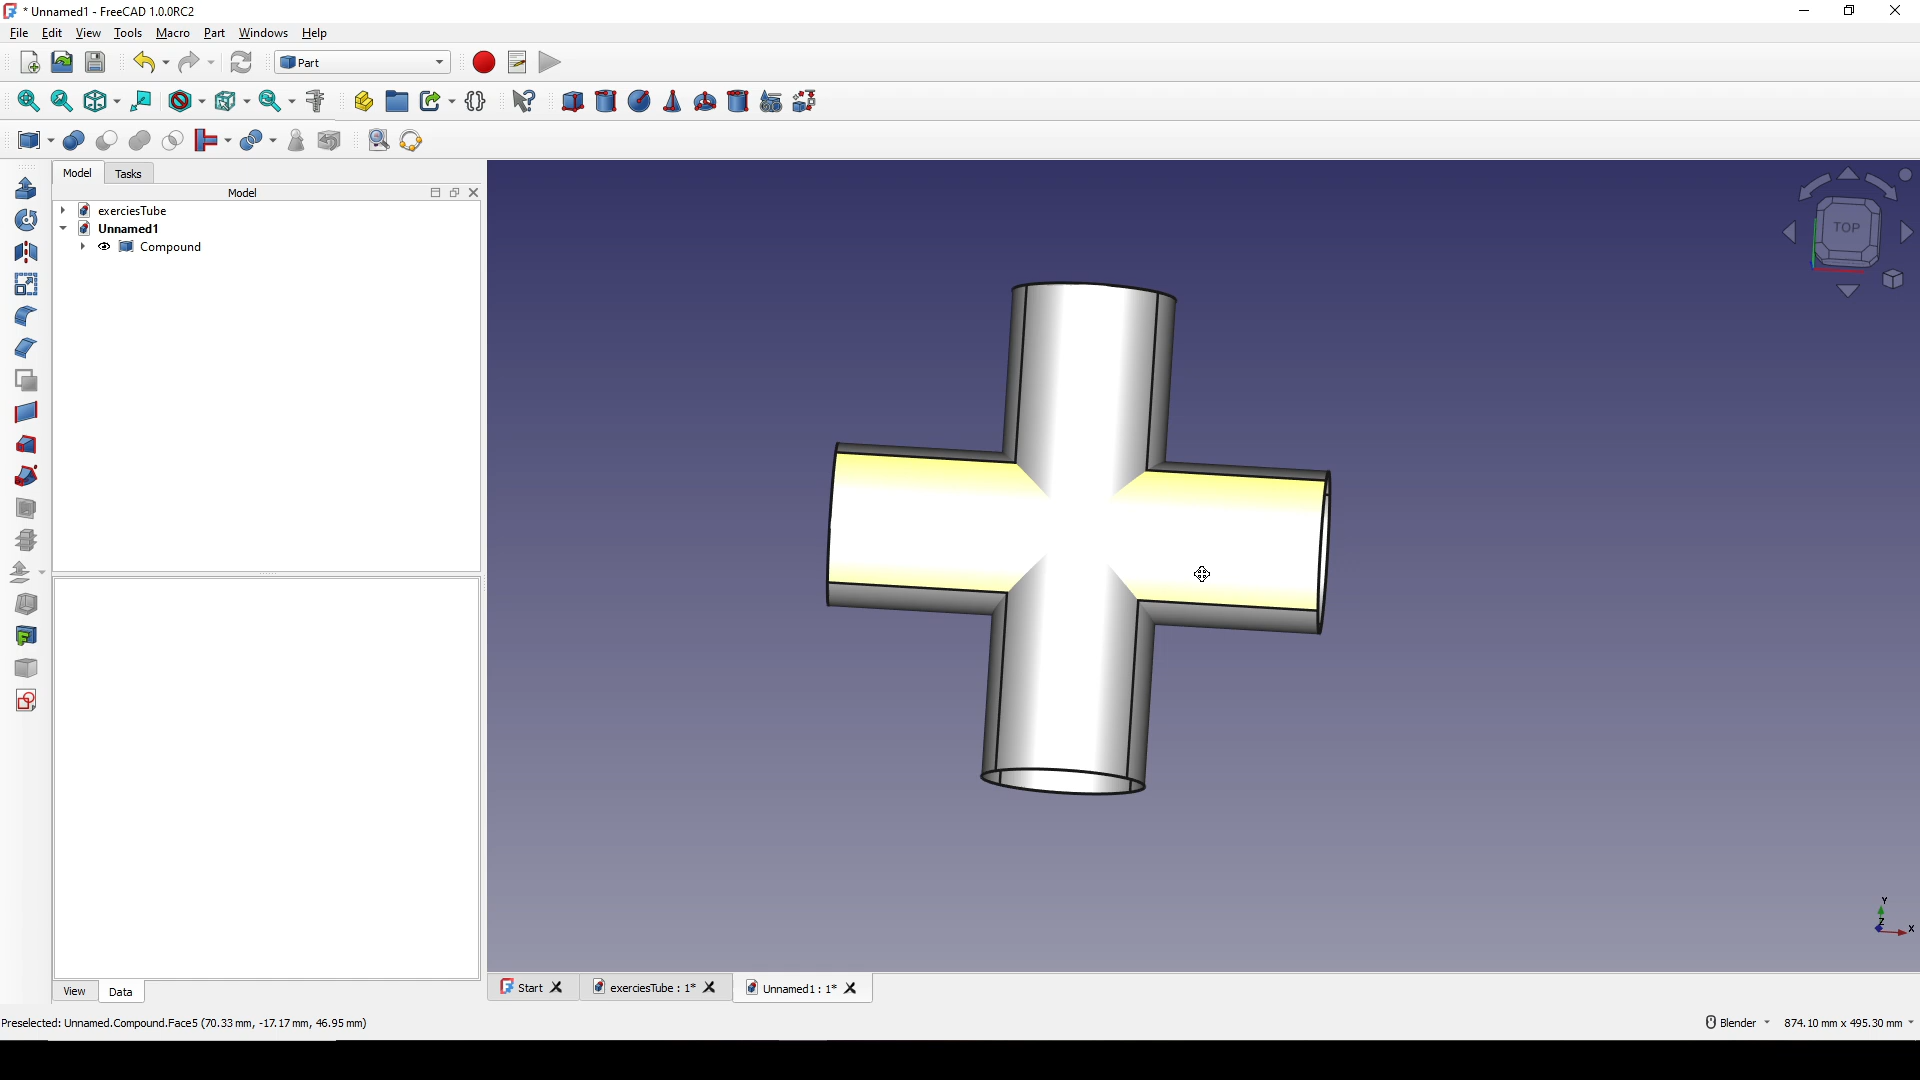 * Unnamed1 - FreeCAD 1.0.0RC2
File Edit View Tools Macro Part Windows Help
Part
Model Tasks
Model
exerciesTube
Unnamed1
Compound
TOP
Y
Z
X
View Data
Start exerciesTube : 1* Unnamed1 : 1*
Preselected: Unnamed.Compound.Face5 (70.33 mm, -17.17 mm, 46.95 mm) Blender 874.10 mm x 495.30 mm